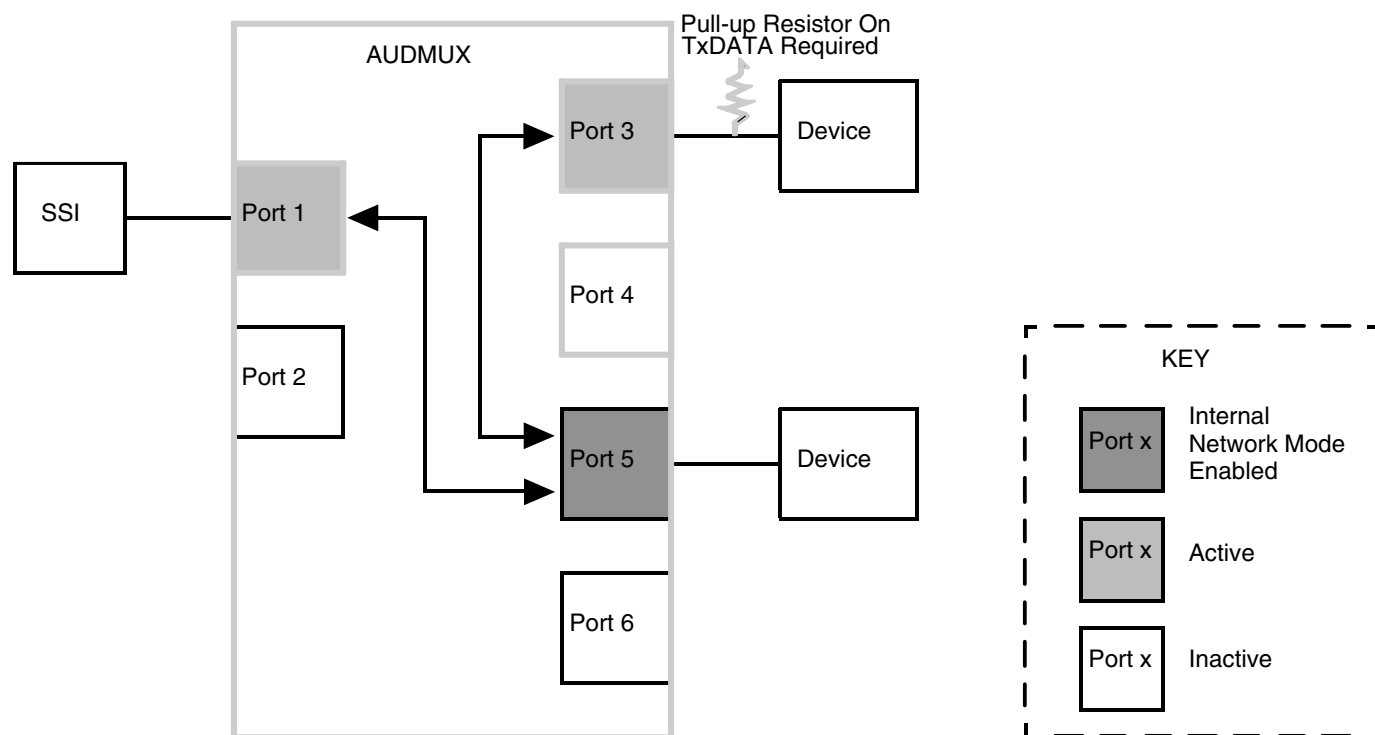 Pull-up Resistor On
TxDATA Required
AUDMUX
Port 3
Device
SSI
Port 1
Port 4
Port 2
Port 5
Device
Port 6
KEY
Port x
Internal
Network Mode
Enabled
Port x
Active
Port x
Inactive